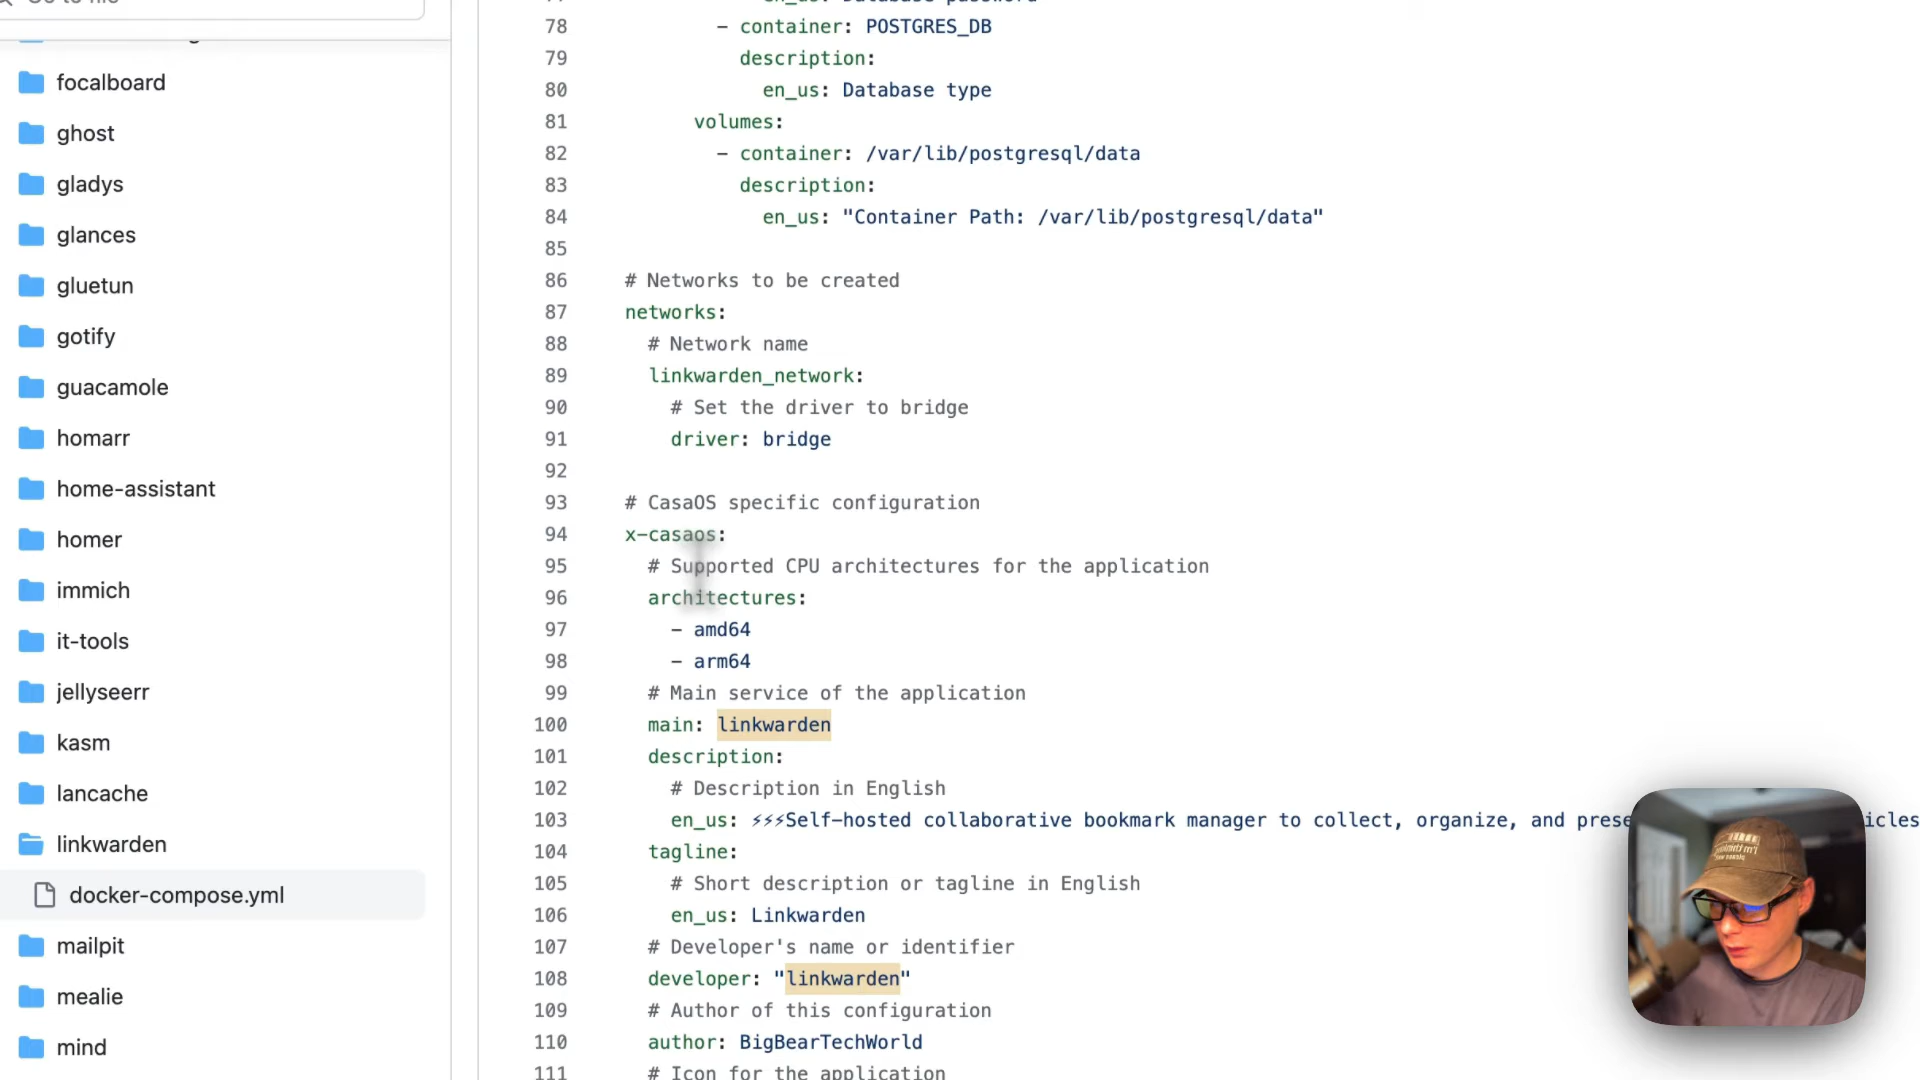 focalboard
ghost
gladys
glances
gluetun
gotify
guacamole
homarr
home-assistant
homer
immich
it-tools
jellyseerr
kasm
lancache
linkwarden
docker-compose.yml
mailpit
mealie
mind
78 - container: POSTGRES_DB
79 description:
80 en_us: Database type
81 volumes:
82 - container: /var/lib/postgresql/data
83 description:
84 en_us: "Container Path: /var/lib/postgresql/data"
85
86 # Networks to be created
87 networks:
88 # Network name
89 linkwarden_network:
90 # Set the driver to bridge
91 driver: bridge
92
93 # CasaOS specific configuration
94 x-casaos:
95 # Supported CPU architectures for the application
96 architectures:
97 - amd64
98 - arm64
99 # Main service of the application
100 main: linkwarden
101 description:
102 # Description in English
103 en_us: ⚡⚡⚡Self-hosted collaborative bookmark manager to collect, organize, and prese icles
104 tagline:
105 # Short description or tagline in English
106 en_us: Linkwarden
107 # Developer's name or identifier
108 developer: "linkwarden"
109 # Author of this configuration
110 author: BigBearTechWorld
111 # Icon for the application